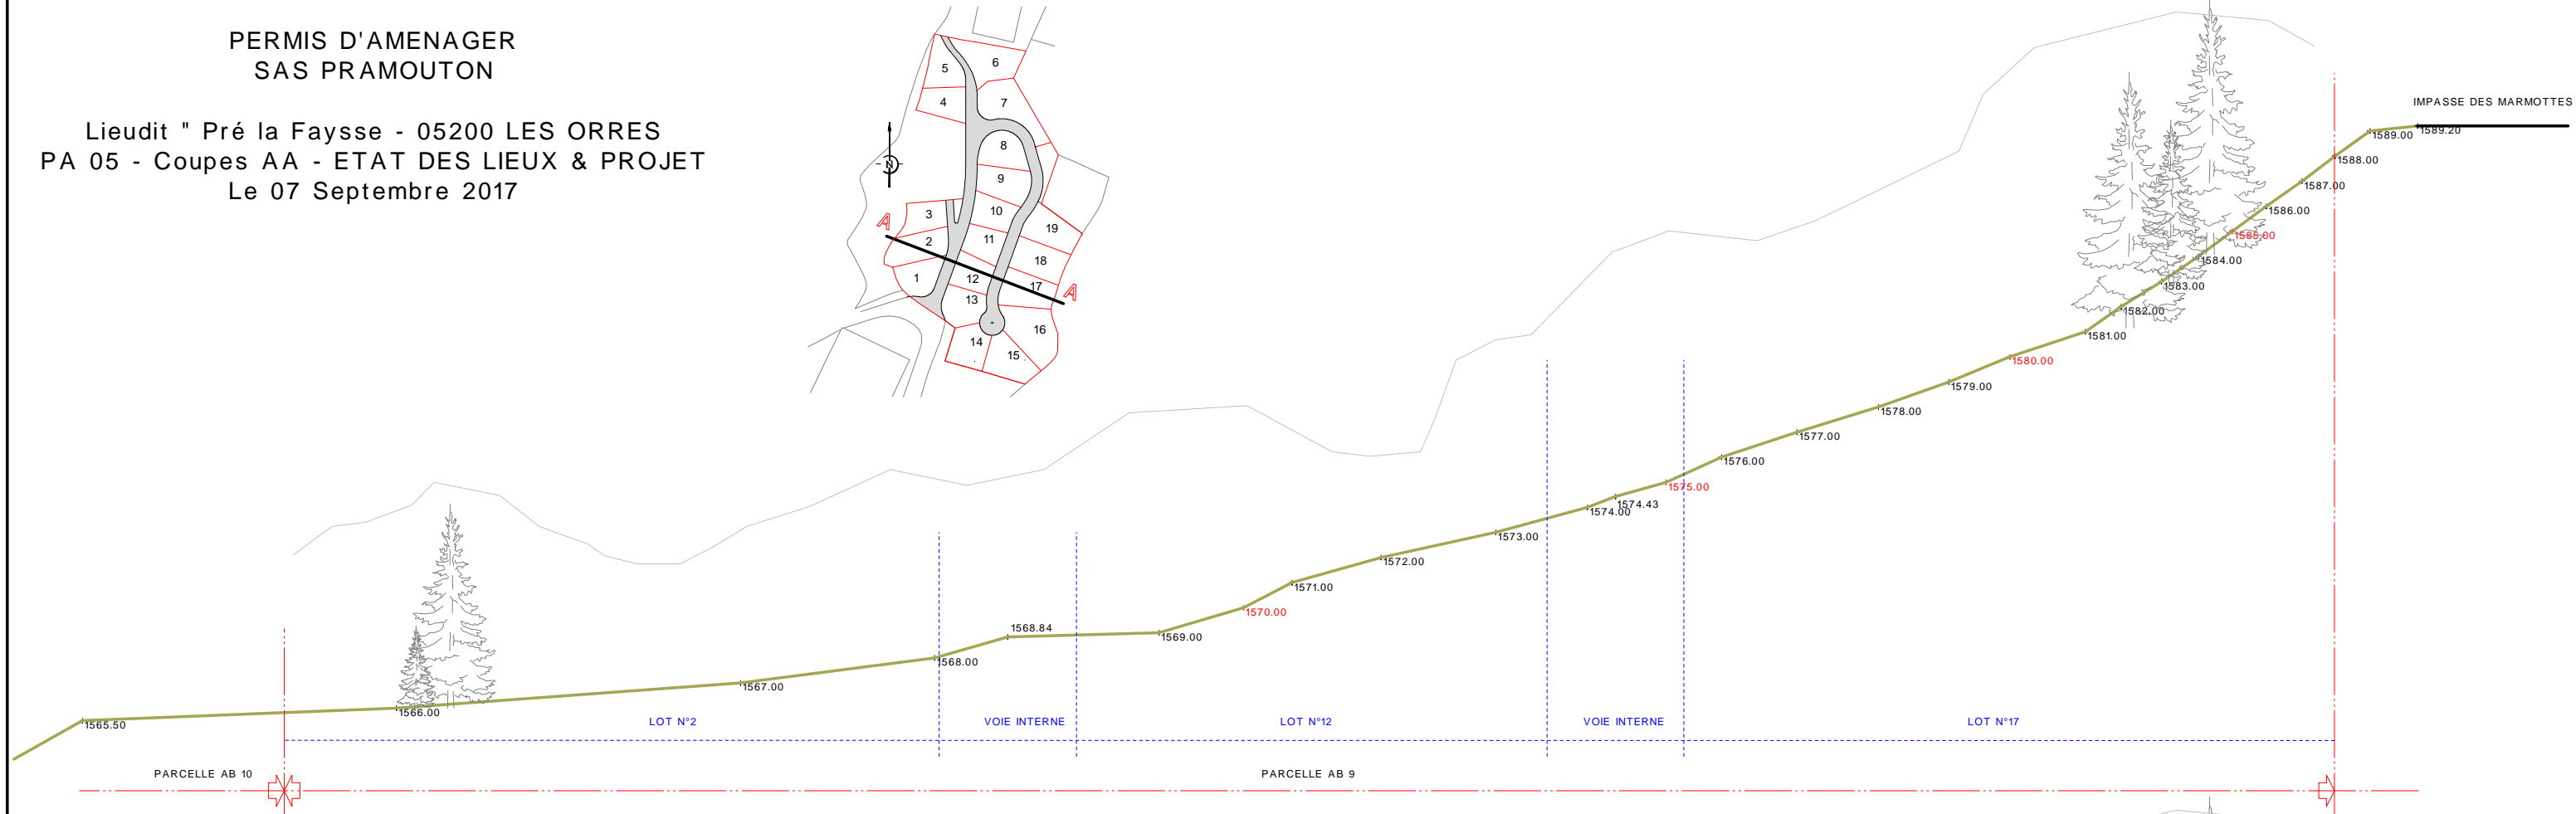 PERMIS D'AMENAGER
SAS PRAMOUTON
Lieudit " Pré la Faysse - 05200 LES ORRES
PA 05 - Coupes AA - ETAT DES LIEUX & PROJET
Le 07 Septembre 2017
5
6
4
7
8
N
9
3
10
A
19
2
11
18
1
12
17
A
13
16
14
15
IMPASSE DES MARMOTTES
1589.20
1589.00
1588.00
1587.00
1586.00
1585.00
1584.00
1583.00
1582.00
1581.00
1580.00
1579.00
1578.00
1577.00
1576.00
1575.00
1574.43
1574.00
1573.00
1572.00
1571.00
1570.00
1569.00
1568.84
1568.00
1567.00
1566.00
1565.50
LOT N°2
VOIE INTERNE
LOT N°12
VOIE INTERNE
LOT N°17
PARCELLE AB 10
PARCELLE AB 9